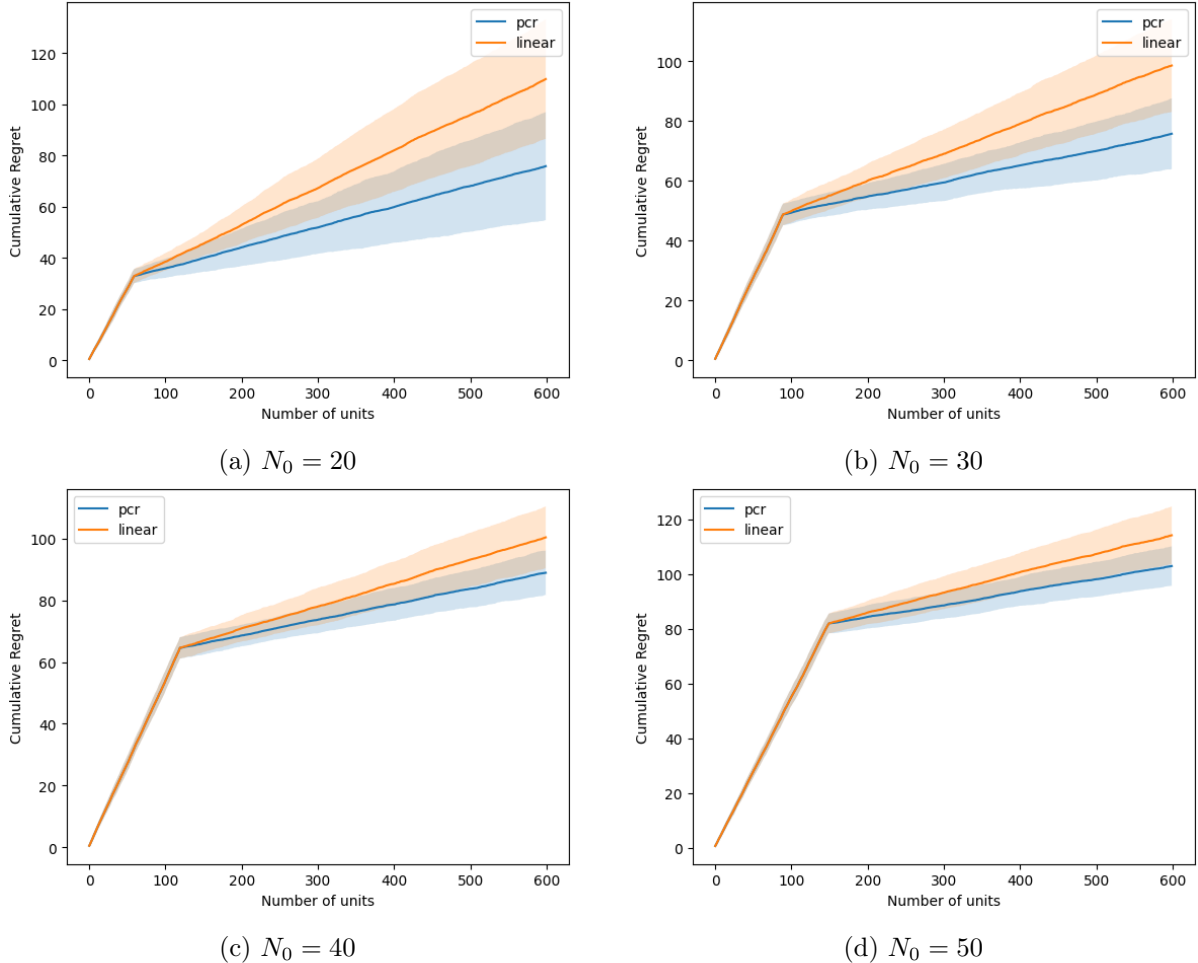 120
100
80
60
40
20
0
Cumulative Regret
pcr
linear
0 100 200 300 400 500 600
Number of units
(a) N₀ = 20
100
80
60
40
20
0
Cumulative Regret
pcr
linear
0 100 200 300 400 500 600
Number of units
(b) N₀ = 30
100
80
60
40
20
0
Cumulative Regret
pcr
linear
0 100 200 300 400 500 600
Number of units
(c) N₀ = 40
120
100
80
60
40
20
0
Cumulative Regret
pcr
linear
0 100 200 300 400 500 600
Number of units
(d) N₀ = 50